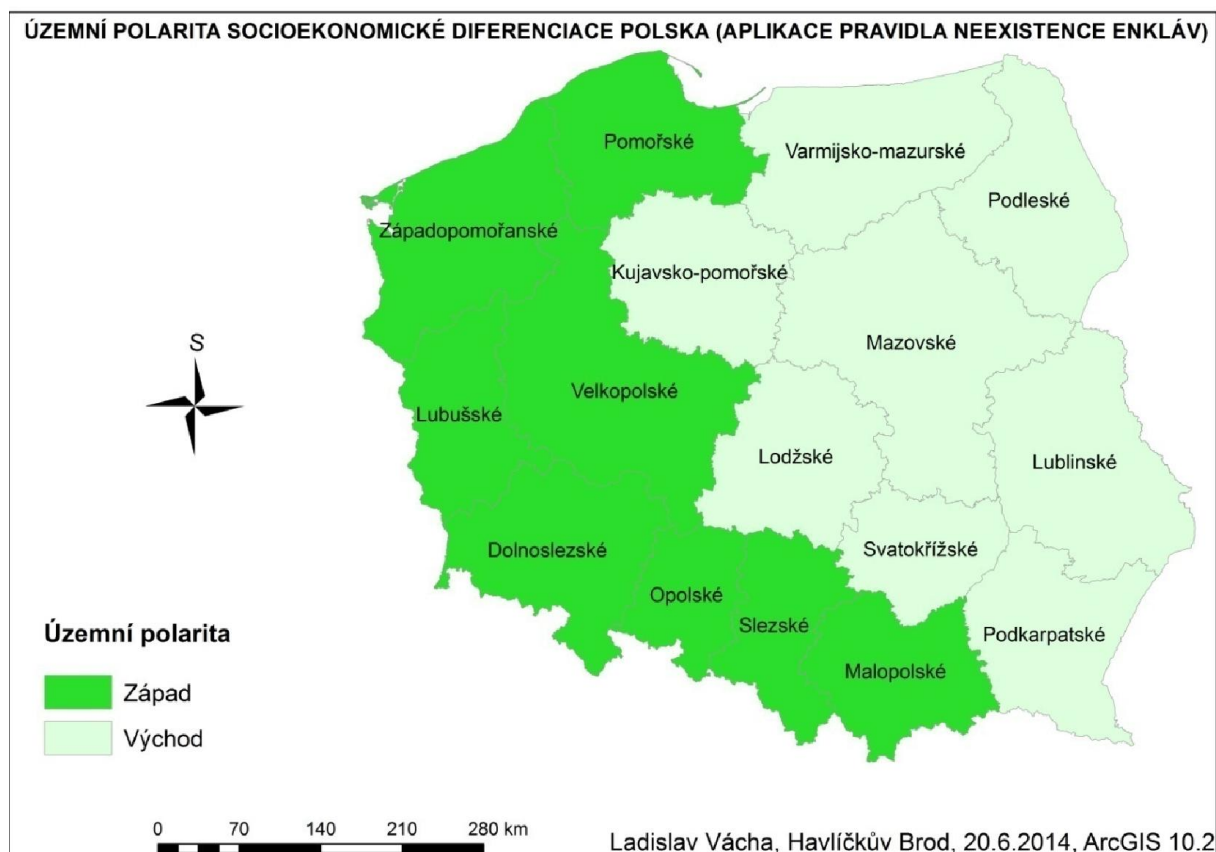 ÚZEMNÍ POLARITA SOCIOEKONOMICKÉ DIFERENCIACE POLSKA (APLIKACE PRAVIDLA NEEXISTENCE ENKLÁV)
Pomořské
Varmijsko-mazurské
Podleské
Západopomořanské
Kujavsko-pomořské
S
Mazovské
Velkopolské
Lubušské
Lodžské
Lublinské
Dolnoslezské
Svatokřížské
Opolské
Slezské
Podkarpatské
Malopolské
Územní polarita
Západ
Východ
0 70 140 210 280 km
Ladislav Vácha, Havlíčkův Brod, 20.6.2014, ArcGIS 10.2